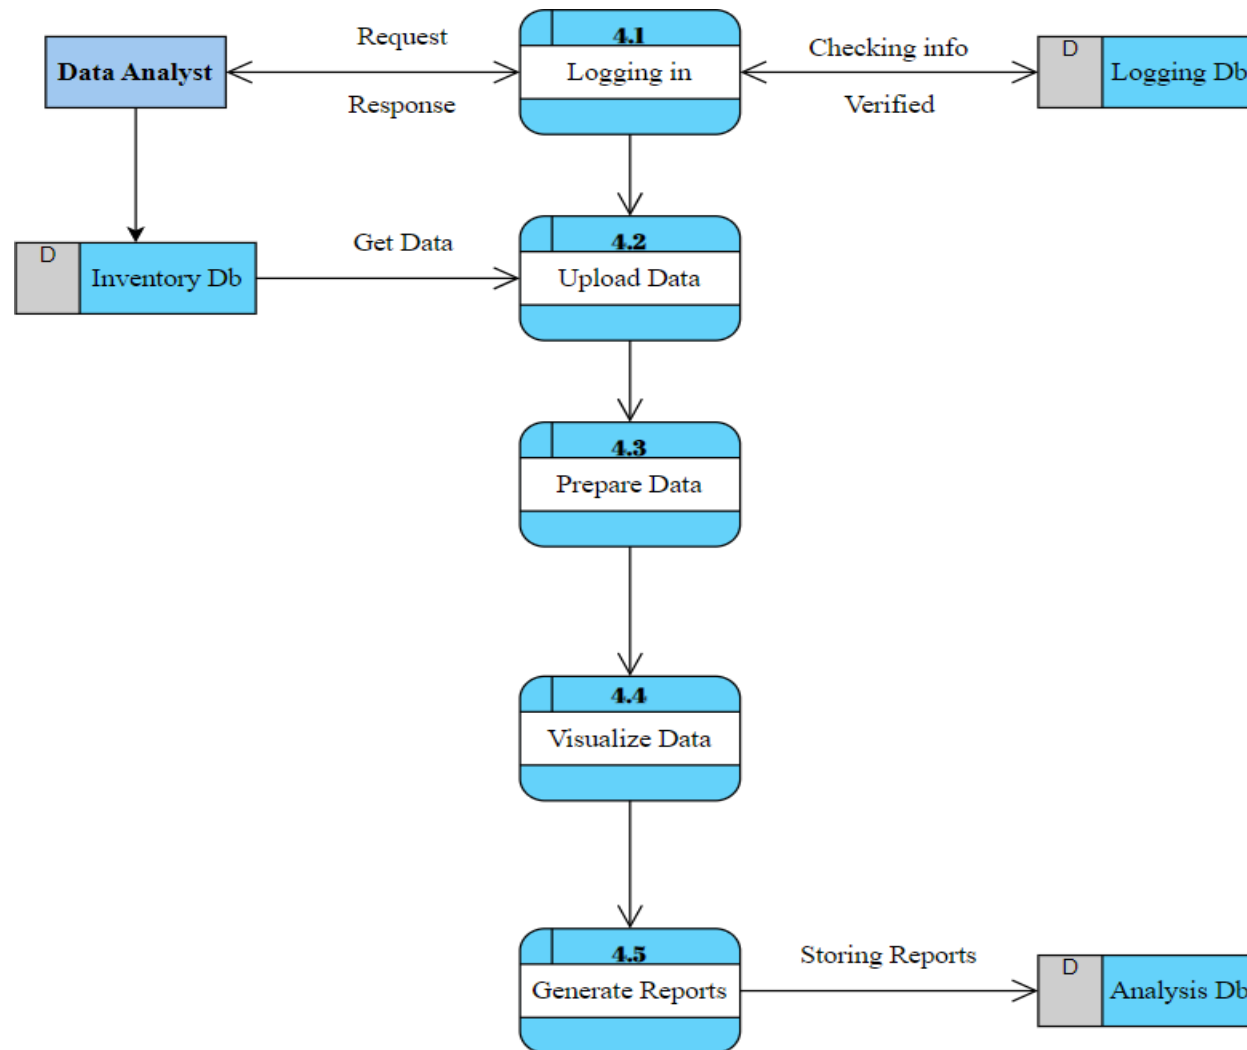 4.1
Request
Checking info
D
Data Analyst
Logging in
Logging Db
Response
Verified
4.2
D
Get Data
Inventory Db
Upload Data
4.3
Prepare Data
4.4
Visualize Data
4.5
Storing Reports
D
Generate Reports
Analysis Db